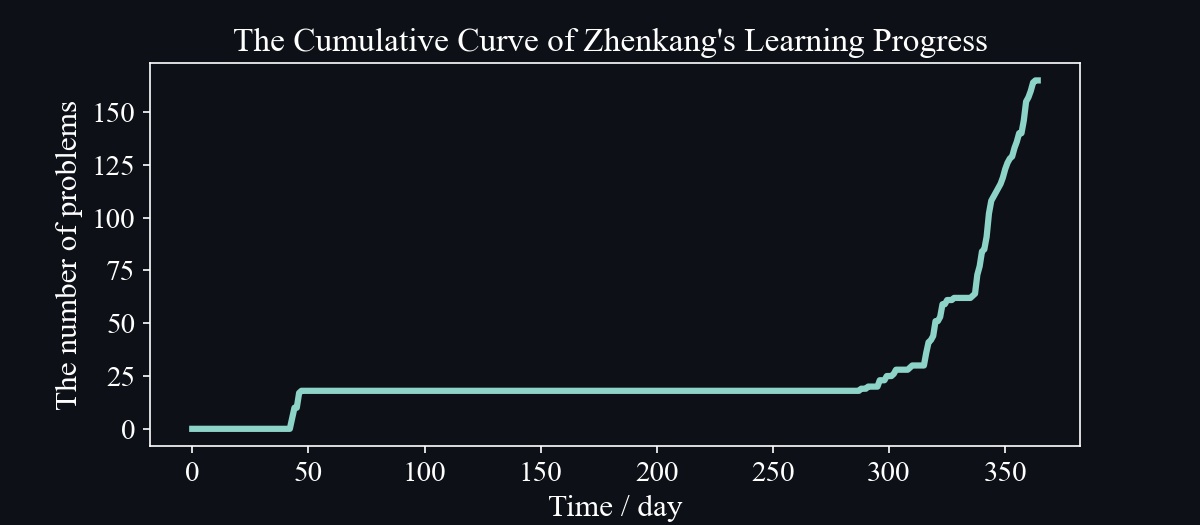 The Cumulative Curve of Zhenkang's Learning Progress
The number of problems
150
125
100
75
50
25
0
0 50 100 150 200 250 300 350
Time / day